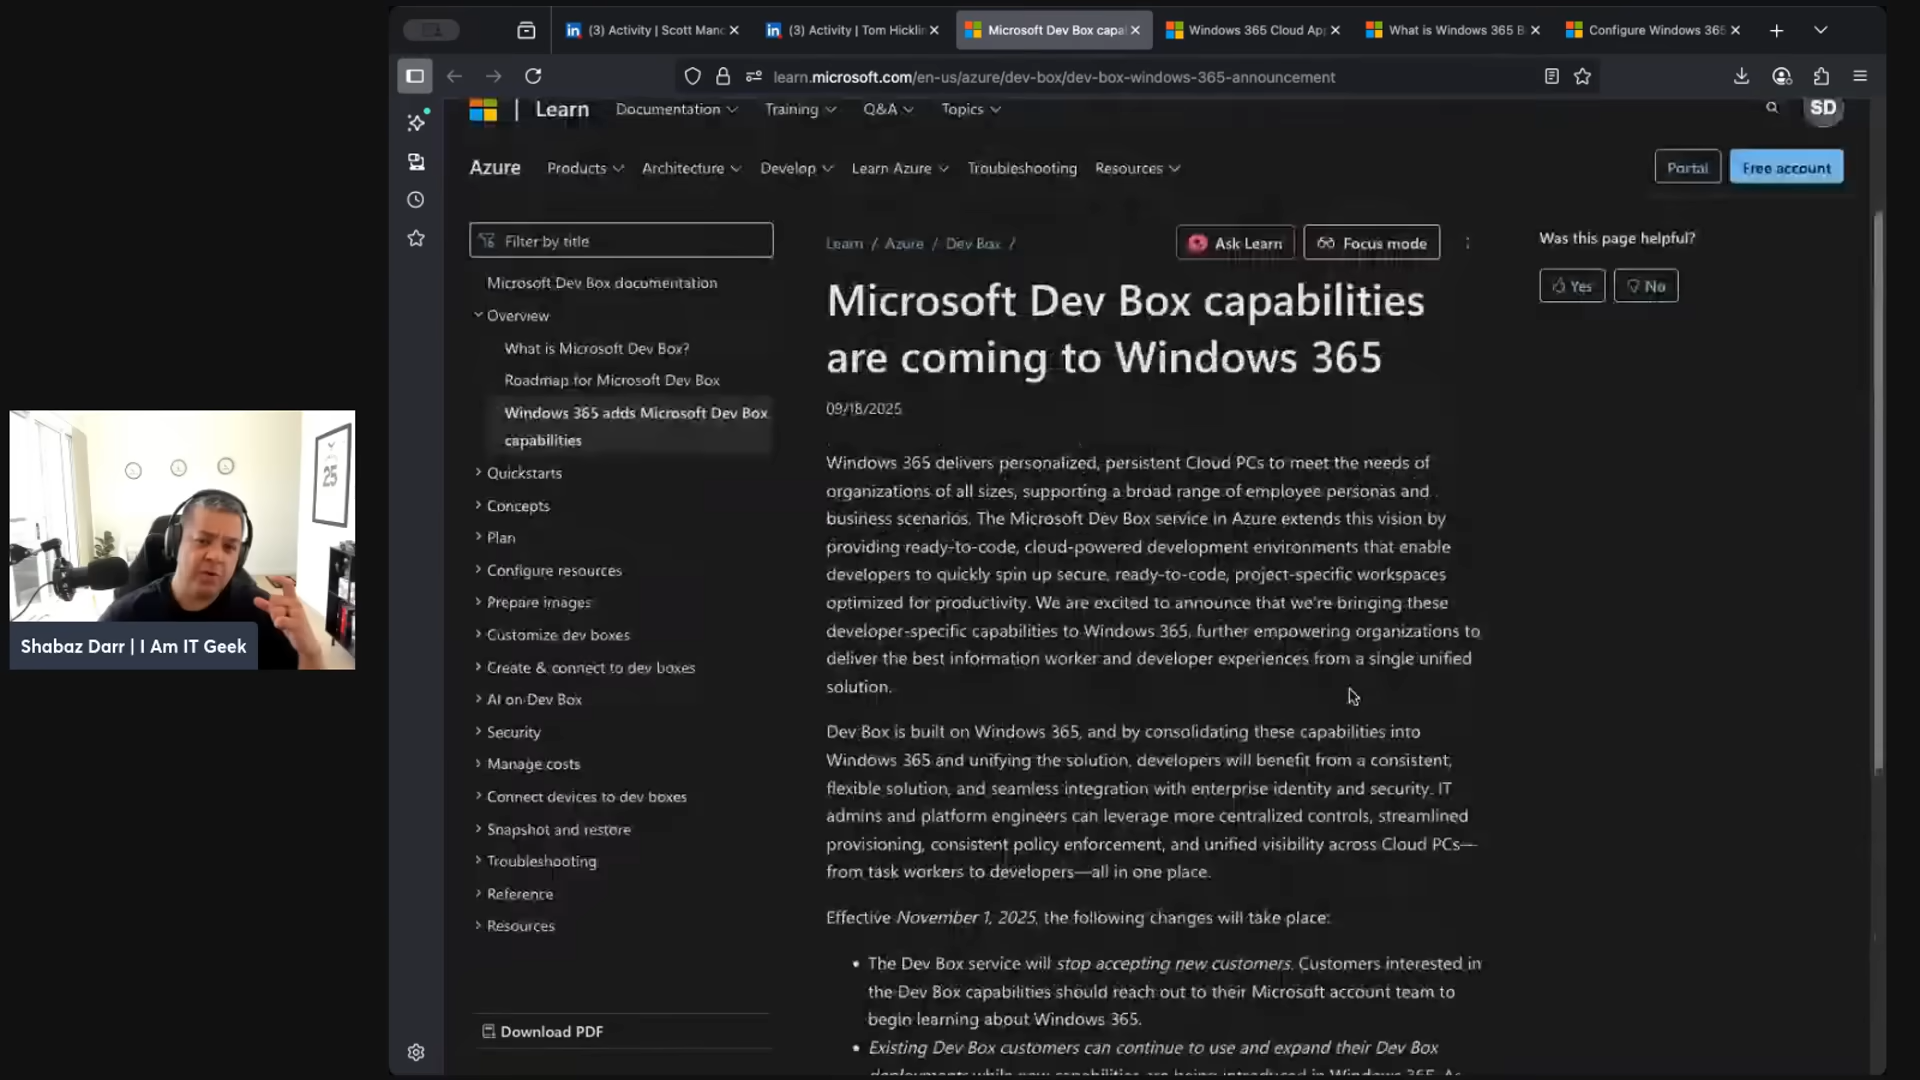 (3) Activity | Scott Manc
(3) Activity | Tom Hicklin
Microsoft Dev Box capal
Windows 365 Cloud Ap
What is Windows 365 B
Configure Windows 365
learn.microsoft.com/en-us/azure/dev-box/dev-box-windows-365-announcement
Learn
Documentation
Training
Q&A
Topics
SD
Azure
Products
Architecture
Develop
Learn Azure
Troubleshooting
Resources
Portal
Free account
Filter by title
Microsoft Dev Box documentation
Overview
What is Microsoft Dev Box?
Roadmap for Microsoft Dev Box
Windows 365 adds Microsoft Dev Box
capabilities
Quickstarts
Concepts
Plan
Configure resources
Prepare images
Customize dev boxes
Create & connect to dev boxes
AI on Dev Box
Security
Manage costs
Connect devices to dev boxes
Snapshot and restore
Troubleshooting
Reference
Resources
Download PDF
Learn / Azure / Dev Box /
Ask Learn
Focus mode
Microsoft Dev Box capabilities
are coming to Windows 365
09/18/2025
Windows 365 delivers personalized, persistent Cloud PCs to meet the needs of
organizations of all sizes, supporting a broad range of employee personas and
business scenarios. The Microsoft Dev Box service in Azure extends this vision by
providing ready-to-code, cloud-powered development environments that enable
developers to quickly spin up secure, ready-to-code, project-specific workspaces
optimized for productivity. We are excited to announce that we're bringing these
developer-specific capabilities to Windows 365, further empowering organizations to
deliver the best information worker and developer experiences from a single unified
solution.
Dev Box is built on Windows 365, and by consolidating these capabilities into
Windows 365 and unifying the solution, developers will benefit from a consistent,
flexible solution, and seamless integration with enterprise identity and security. IT
admins and platform engineers can leverage more centralized controls, streamlined
provisioning, consistent policy enforcement, and unified visibility across Cloud PCs—
from task workers to developers—all in one place.
Effective November 1, 2025, the following changes will take place:
• The Dev Box service will stop accepting new customers. Customers interested in
the Dev Box capabilities should reach out to their Microsoft account team to
begin learning about Windows 365.
• Existing Dev Box customers can continue to use and expand their Dev Box
deployments while new capabilities are being introduced in Windows 365. As
Was this page helpful?
Yes
No
25
Shabaz Darr | I Am IT Geek